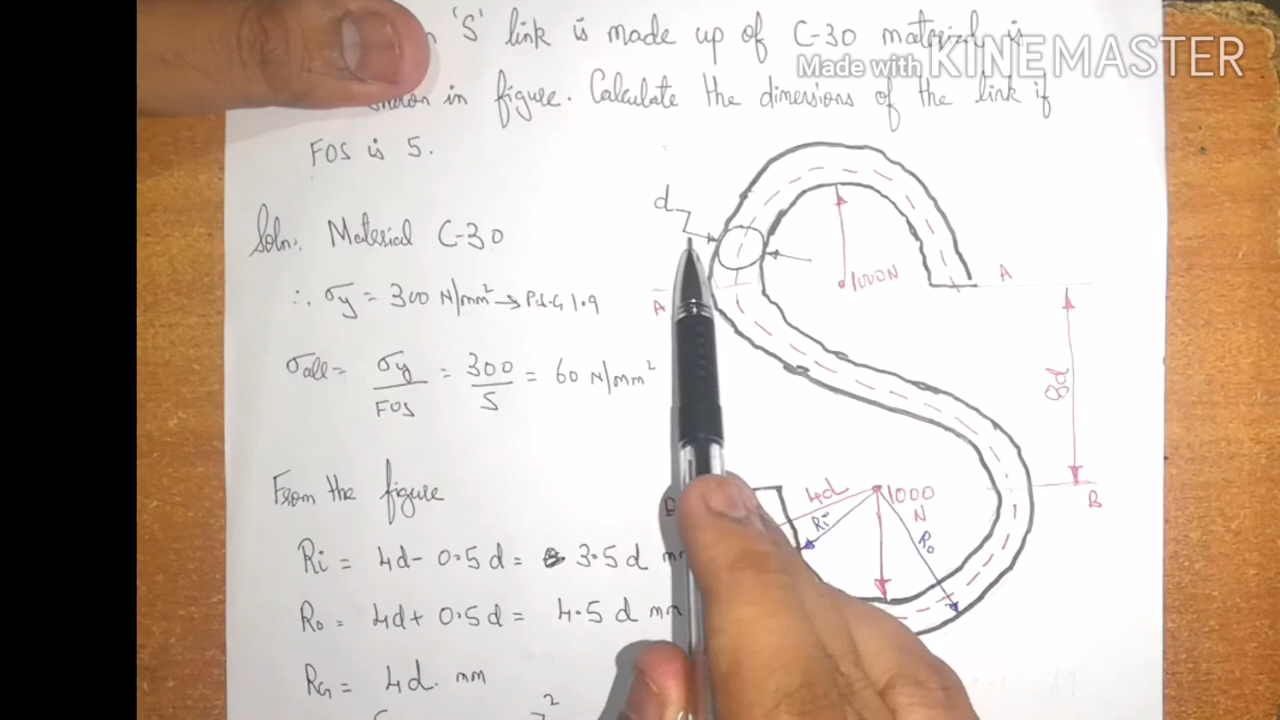 'S' link is made up of C-30 material is
Made with KINEMASTER
shown in figure. Calculate the dimensions of the link if
FOS is 5.
Soln:. Material C-30
∴ σy = 300 N/mm² → P.S.G 1.9
σall = σy/FOS = 300/5 = 60 N/mm²
From the figure
Ri = 4d - 0.5d = 3.5d
Ro = 4d + 0.5d = 4.5d mm
RG = 4d. mm
2
d
1000N
A
A
8d
4d
1000
N
B
Ri
Ro